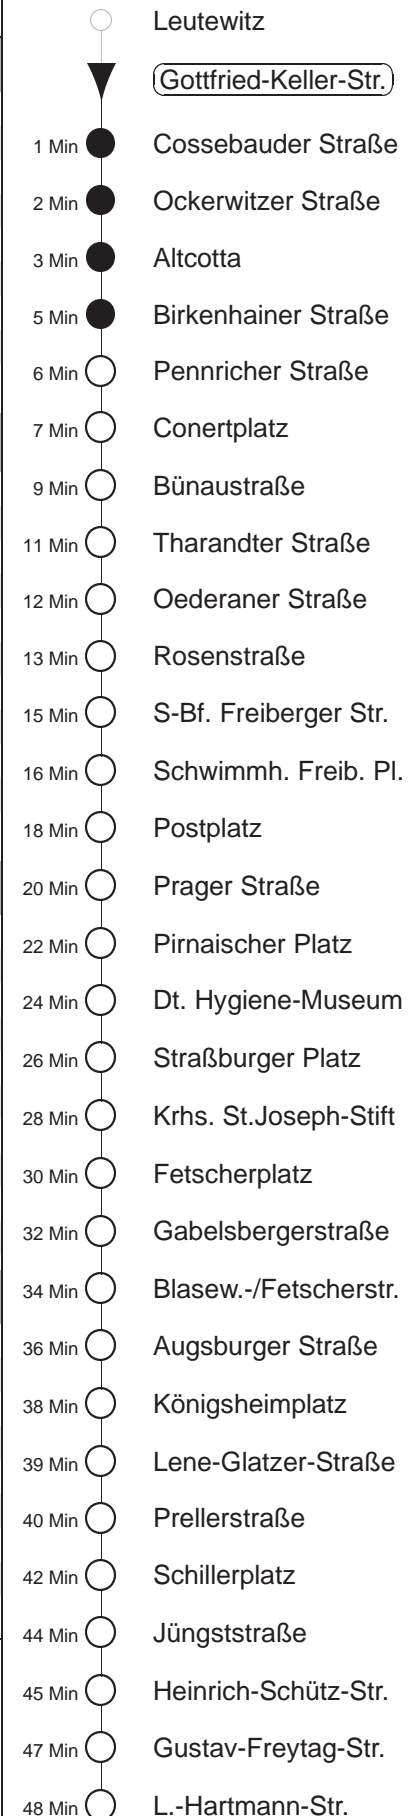 Leutewitz
Gottfried-Keller-Str.
1 Min Cossebauder Straße
2 Min Ockerwitzer Straße
3 Min Altcotta
5 Min Birkenhainer Straße
6 Min Pennricher Straße
7 Min Conertplatz
9 Min Bünaustraße
11 Min Tharandter Straße
12 Min Oederaner Straße
13 Min Rosenstraße
15 Min S-Bf. Freiberger Str.
16 Min Schwimmh. Freib. Pl.
18 Min Postplatz
20 Min Prager Straße
22 Min Pirnaischer Platz
24 Min Dt. Hygiene-Museum
26 Min Straßburger Platz
28 Min Krhs. St.Joseph-Stift
30 Min Fetscherplatz
32 Min Gabelsbergerstraße
34 Min Blasew.-/Fetscherstr.
36 Min Augsburger Straße
38 Min Königsheimplatz
39 Min Lene-Glatzer-Straße
40 Min Prellerstraße
42 Min Schillerplatz
44 Min Jüngststraße
45 Min Heinrich-Schütz-Str.
47 Min Gustav-Freytag-Str.
48 Min L.-Hartmann-Str.